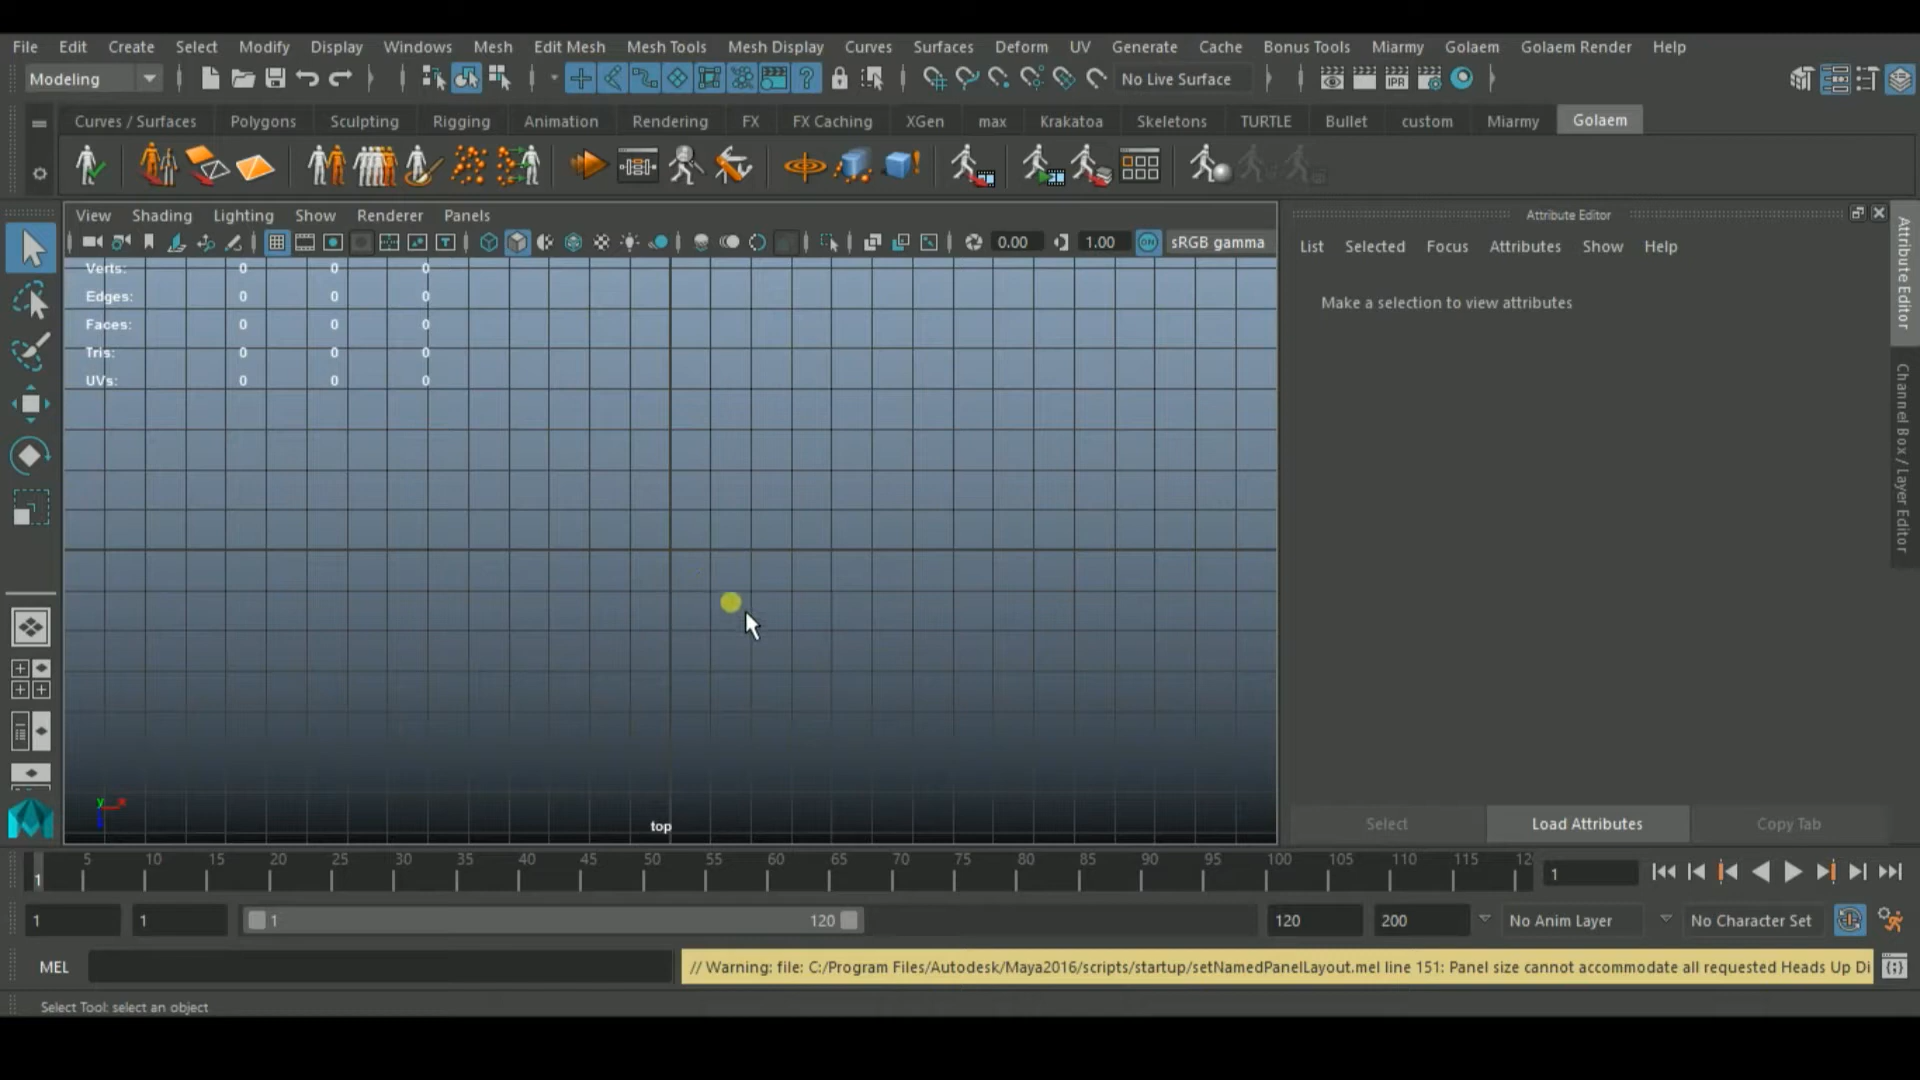 File Edit Create Select Modify Display Windows Mesh Edit Mesh Mesh Tools Mesh Display Curves Surfaces Deform UV Generate Cache Bonus Tools Miarmy Golaem Golaem Render Help
Modeling No Live Surface IPR
Curves / Surfaces Polygons Sculpting Rigging Animation Rendering FX FX Caching XGen max Krakatoa Skeletons TURTLE Bullet custom Miarmy Golaem
View Shading Lighting Show Renderer Panels
0.00 1.00 ON sRGB gamma
Verts: 0 0 0
Edges: 0 0 0
Faces: 0 0 0
Tris: 0 0 0
UVs: 0 0 0
y x
top
Attribute Editor
List Selected Focus Attributes Show Help
Make a selection to view attributes
Select Load Attributes Copy Tab
Attribute Editor
Channel Box / Layer Editor
1 5 10 15 20 25 30 35 40 45 50 55 60 65 70 75 80 85 90 95 100 105 110 115 12 1
1 1 1 120 120 200 No Anim Layer No Character Set
MEL // Warning: file: C:/Program Files/Autodesk/Maya2016/scripts/startup/setNamedPanelLayout.mel line 151: Panel size cannot accommodate all requested Heads Up Di
Select Tool: select an object